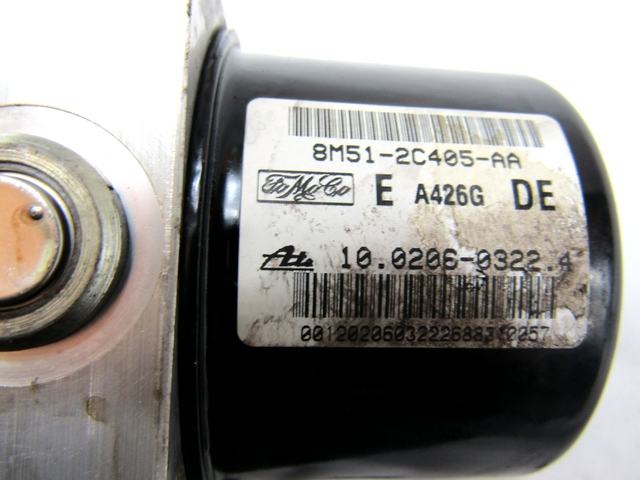 8M51-2C405-AA
FoMoCo E A426G DE
Ate 10.0206-0322.4